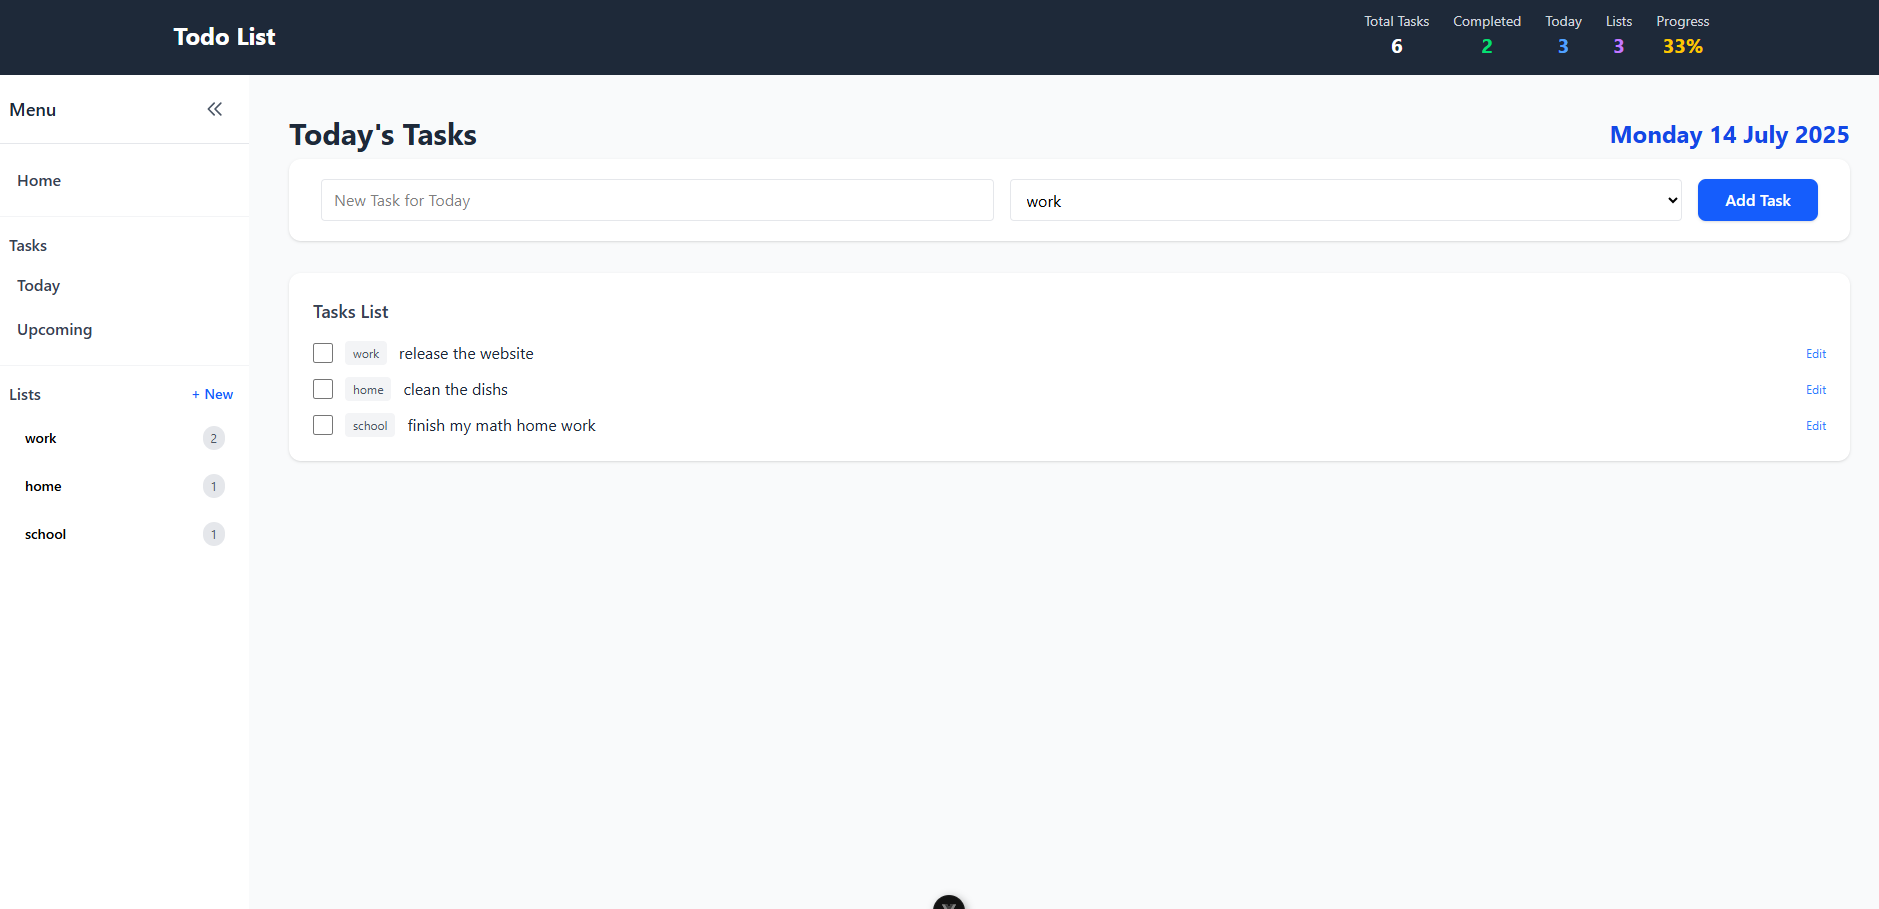 Todo List
Total Tasks Completed Today Lists Progress
6 2 3 3 33%
Menu
Home
Tasks
Today
Upcoming
Lists + New
work 2
home 1
school 1
Today's Tasks Monday 14 July 2025
New Task for Today work Add Task
Tasks List
work release the website Edit
home clean the dishs Edit
school finish my math home work Edit